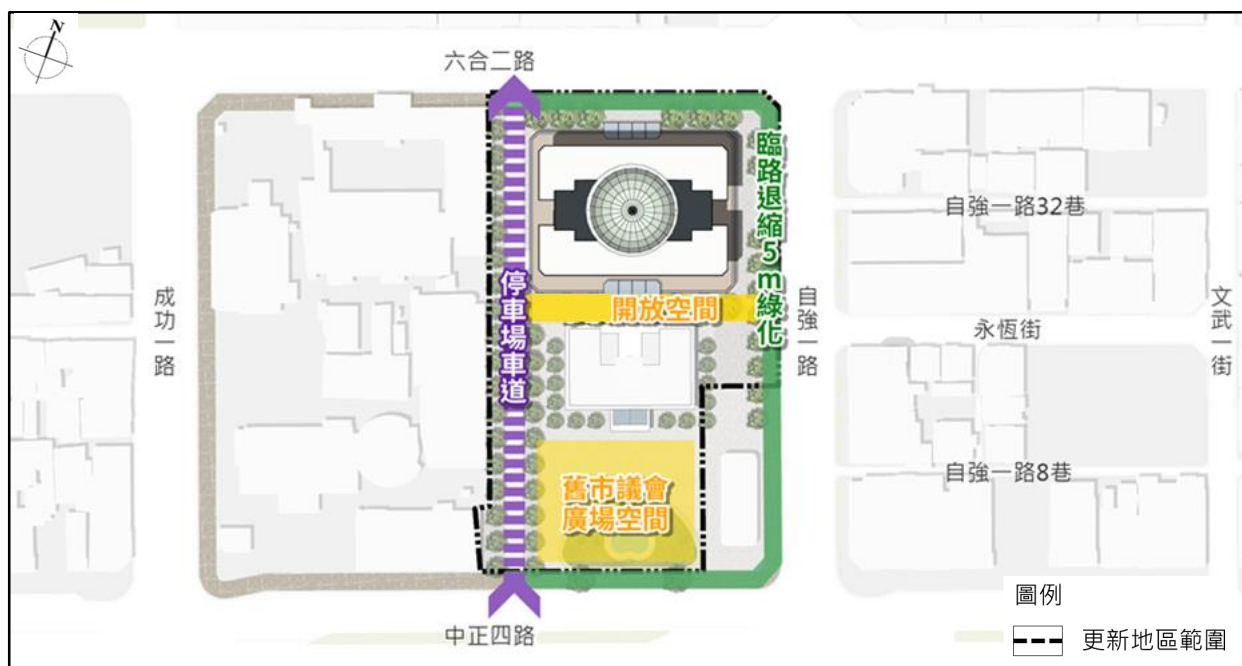 N
六合二路
臨路退縮5m綠化
自強一路32巷
成功一路
停車場車道
開放空間
自強一路
永恆街
文武一街
舊市議會
廣場空間
自強一路8巷
中正四路
圖例
更新地區範圍